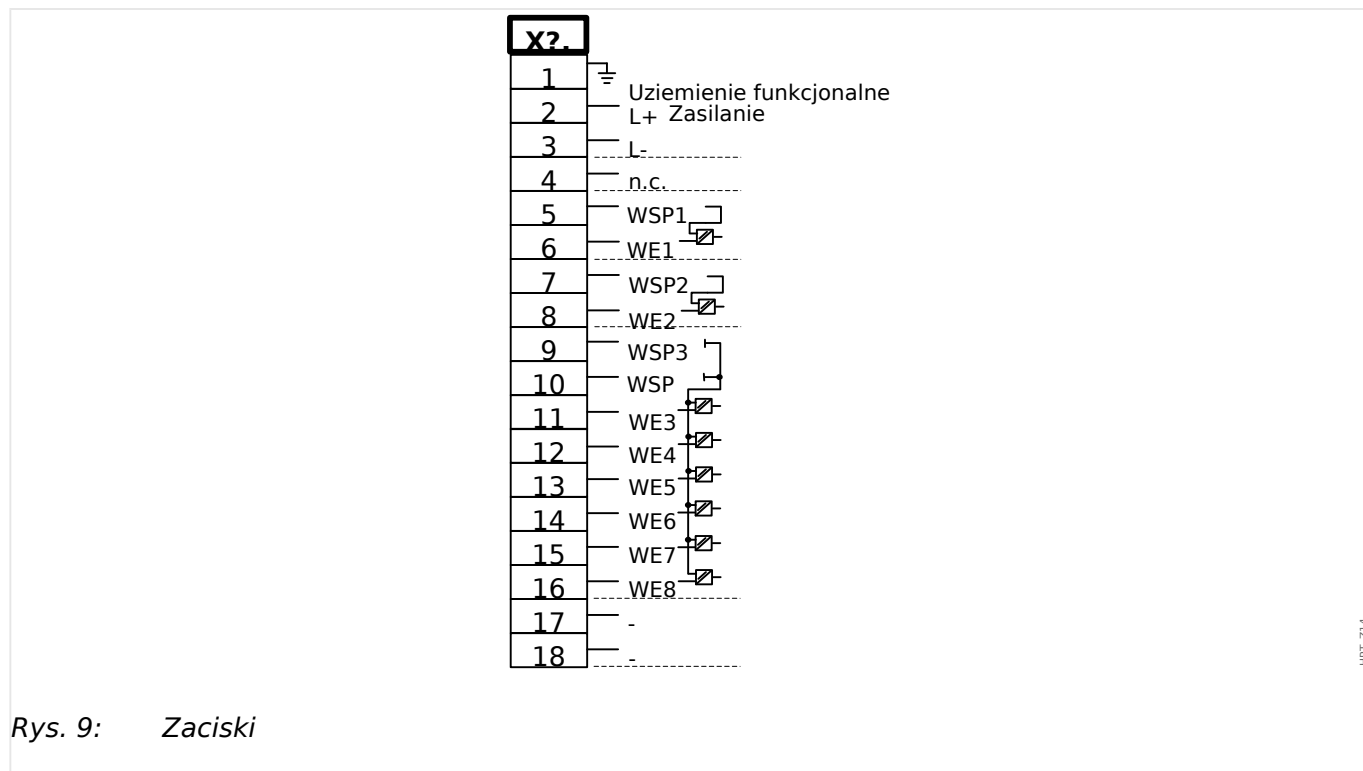 X?.
1
Uziemienie funkcjonalne
2 L+ Zasilanie
3 L-
4 n.c.
5 WSP1
6 WE1
7 WSP2
8 WE2
9 WSP3
10 WSP
11 WE3
12 WE4
13 WE5
14 WE6
15 WE7
16 WE8
17 -
18 -
Rys. 9: Zaciski